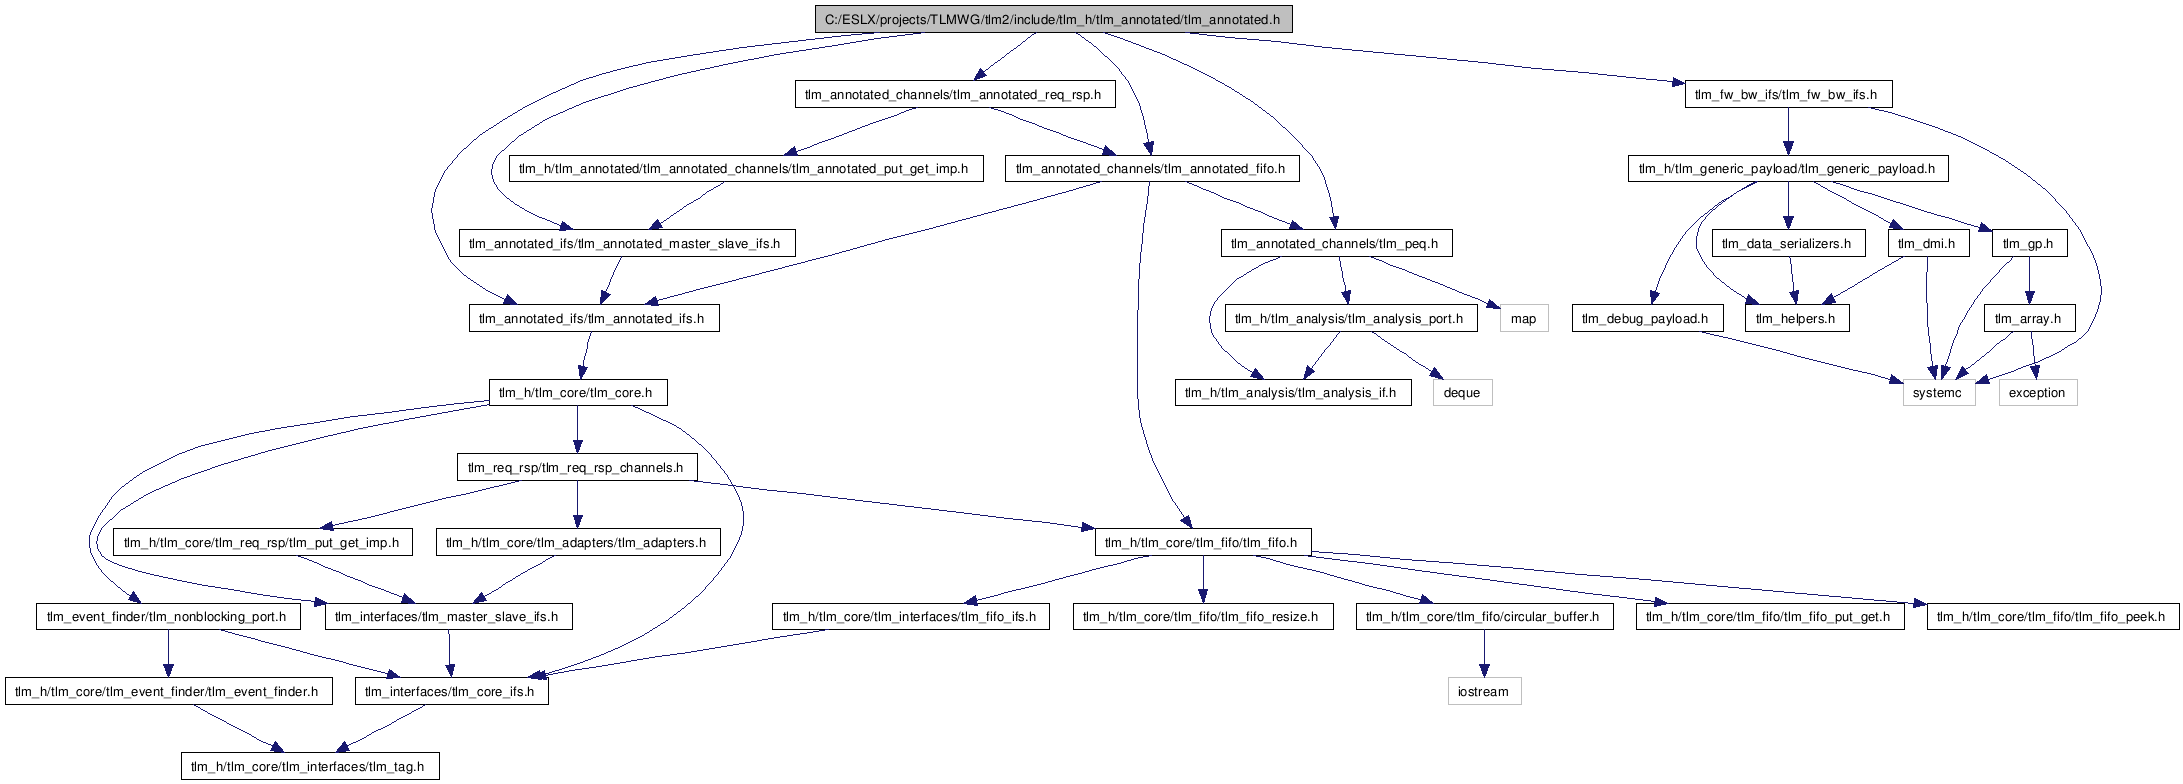 C:/ESLX/projects/TLMWG/tlm2/include/tlm_h/tlm_annotated/tlm_annotated.h
tlm_annotated_channels/tlm_annotated_req_rsp.h
tlm_fw_bw_ifs/tlm_fw_bw_ifs.h
tlm_h/tlm_annotated/tlm_annotated_channels/tlm_annotated_put_get_imp.h
tlm_annotated_channels/tlm_annotated_fifo.h
tlm_h/tlm_generic_payload/tlm_generic_payload.h
tlm_annotated_ifs/tlm_annotated_master_slave_ifs.h
tlm_annotated_channels/tlm_peq.h
tlm_data_serializers.h
tlm_dmi.h
tlm_gp.h
tlm_annotated_ifs/tlm_annotated_ifs.h
tlm_h/tlm_analysis/tlm_analysis_port.h
map
tlm_debug_payload.h
tlm_helpers.h
tlm_array.h
tlm_h/tlm_core/tlm_core.h
tlm_h/tlm_analysis/tlm_analysis_if.h
deque
systemc
exception
tlm_req_rsp/tlm_req_rsp_channels.h
tlm_h/tlm_core/tlm_req_rsp/tlm_put_get_imp.h
tlm_h/tlm_core/tlm_adapters/tlm_adapters.h
tlm_h/tlm_core/tlm_fifo/tlm_fifo.h
tlm_event_finder/tlm_nonblocking_port.h
tlm_interfaces/tlm_master_slave_ifs.h
tlm_h/tlm_core/tlm_interfaces/tlm_fifo_ifs.h
tlm_h/tlm_core/tlm_fifo/tlm_fifo_resize.h
tlm_h/tlm_core/tlm_fifo/circular_buffer.h
tlm_h/tlm_core/tlm_fifo/tlm_fifo_put_get.h
tlm_h/tlm_core/tlm_fifo/tlm_fifo_peek.h
tlm_h/tlm_core/tlm_event_finder/tlm_event_finder.h
tlm_interfaces/tlm_core_ifs.h
iostream
tlm_h/tlm_core/tlm_interfaces/tlm_tag.h